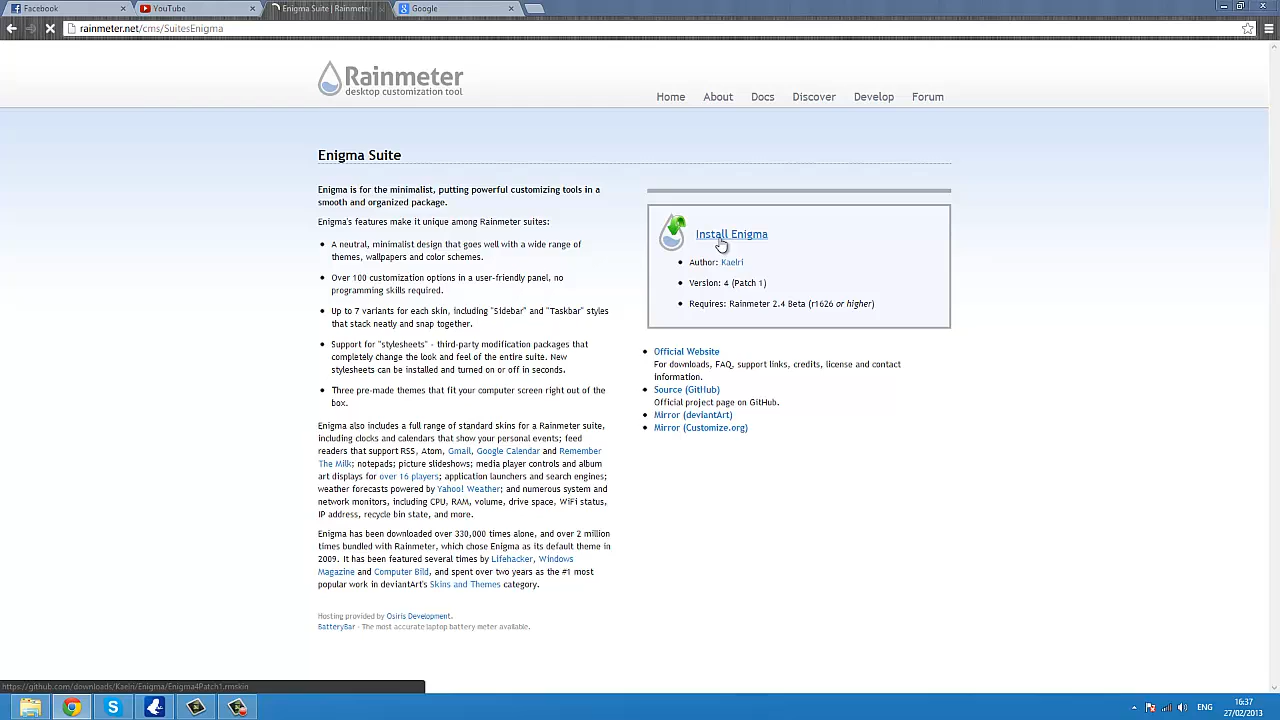 Facebook
YouTube
Enigma Suite | Rainmeter,
Google
rainmeter.net/cms/SuitesEnigma
Rainmeter
desktop customization tool
Home About Docs Discover Develop Forum
Enigma Suite
Enigma is for the minimalist, putting powerful customizing tools in a
smooth and organized package.
Enigma's features make it unique among Rainmeter suites:
A neutral, minimalist design that goes well with a wide range of
themes, wallpapers and color schemes.
Over 100 customization options in a user-friendly panel, no
programming skills required.
Up to 7 variants for each skin, including "Sidebar" and "Taskbar" styles
that stack neatly and snap together.
Support for "stylesheets" - third-party modification packages that
completely change the look and feel of the entire suite. New
stylesheets can be installed and turned on or off in seconds.
Three pre-made themes that fit your computer screen right out of the
box.
Enigma also includes a full range of standard skins for a Rainmeter suite,
including clocks and calendars that show your personal events; feed
readers that support RSS, Atom, Gmail, Google Calendar and Remember
The Milk; notepads; picture slideshows; media player controls and album
art displays for over 16 players; application launchers and search engines;
weather forecasts powered by Yahoo! Weather; and numerous system and
network monitors, including CPU, RAM, volume, drive space, WiFi status,
IP address, recycle bin state, and more.
Enigma has been downloaded over 330,000 times alone, and over 2 million
times bundled with Rainmeter, which chose Enigma as its default theme in
2009. It has been featured several times by Lifehacker, Windows
Magazine and Computer Bild, and spent over two years as the #1 most
popular work in deviantArt's Skins and Themes category.
Hosting provided by Osiris Development.
BatteryBar - The most accurate laptop battery meter available.
Install Enigma
Author: Kaelri
Version: 4 (Patch 1)
Requires: Rainmeter 2.4 Beta (r1626 or higher)
Official Website
For downloads, FAQ, support links, credits, license and contact
information.
Source (GitHub)
Official project page on GitHub.
Mirror (deviantArt)
Mirror (Customize.org)
https://github.com/downloads/Kaelri/Enigma/Enigma4Patch1.rmskin
ENG
16:37
27/02/2013